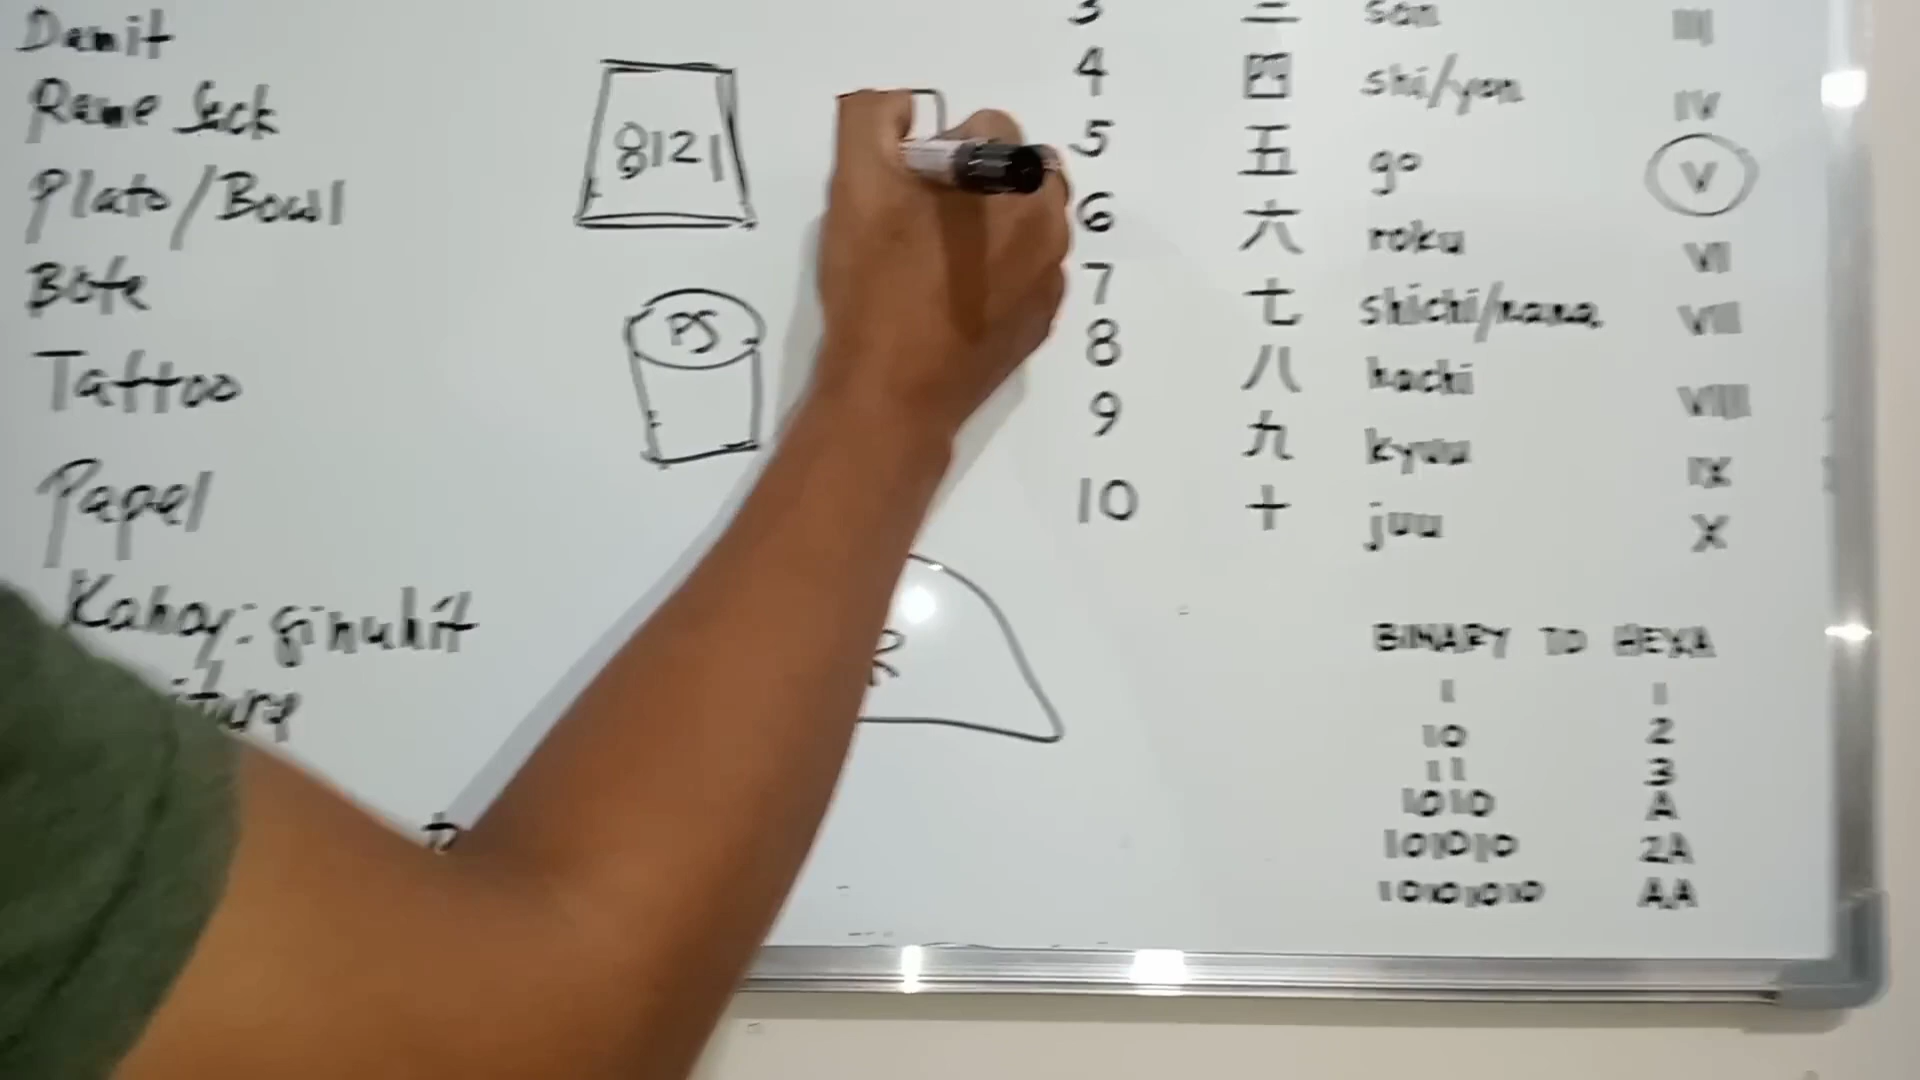 Damit
Rame Sack
Plato/Bowl
Bote
Tattoo
Papel
Kahoy: ginuhit
8121
PS
R
3 三 san III
4 四 shi/yon IV
5 五 go V
6 六 roku VI
7 七 shichi/nana VII
8 八 hachi VIII
9 九 kyuu IX
10 十 juu X
BINARY TO HEXA
1 1
10 2
11 3
1010 A
101010 2A
10101010 AA